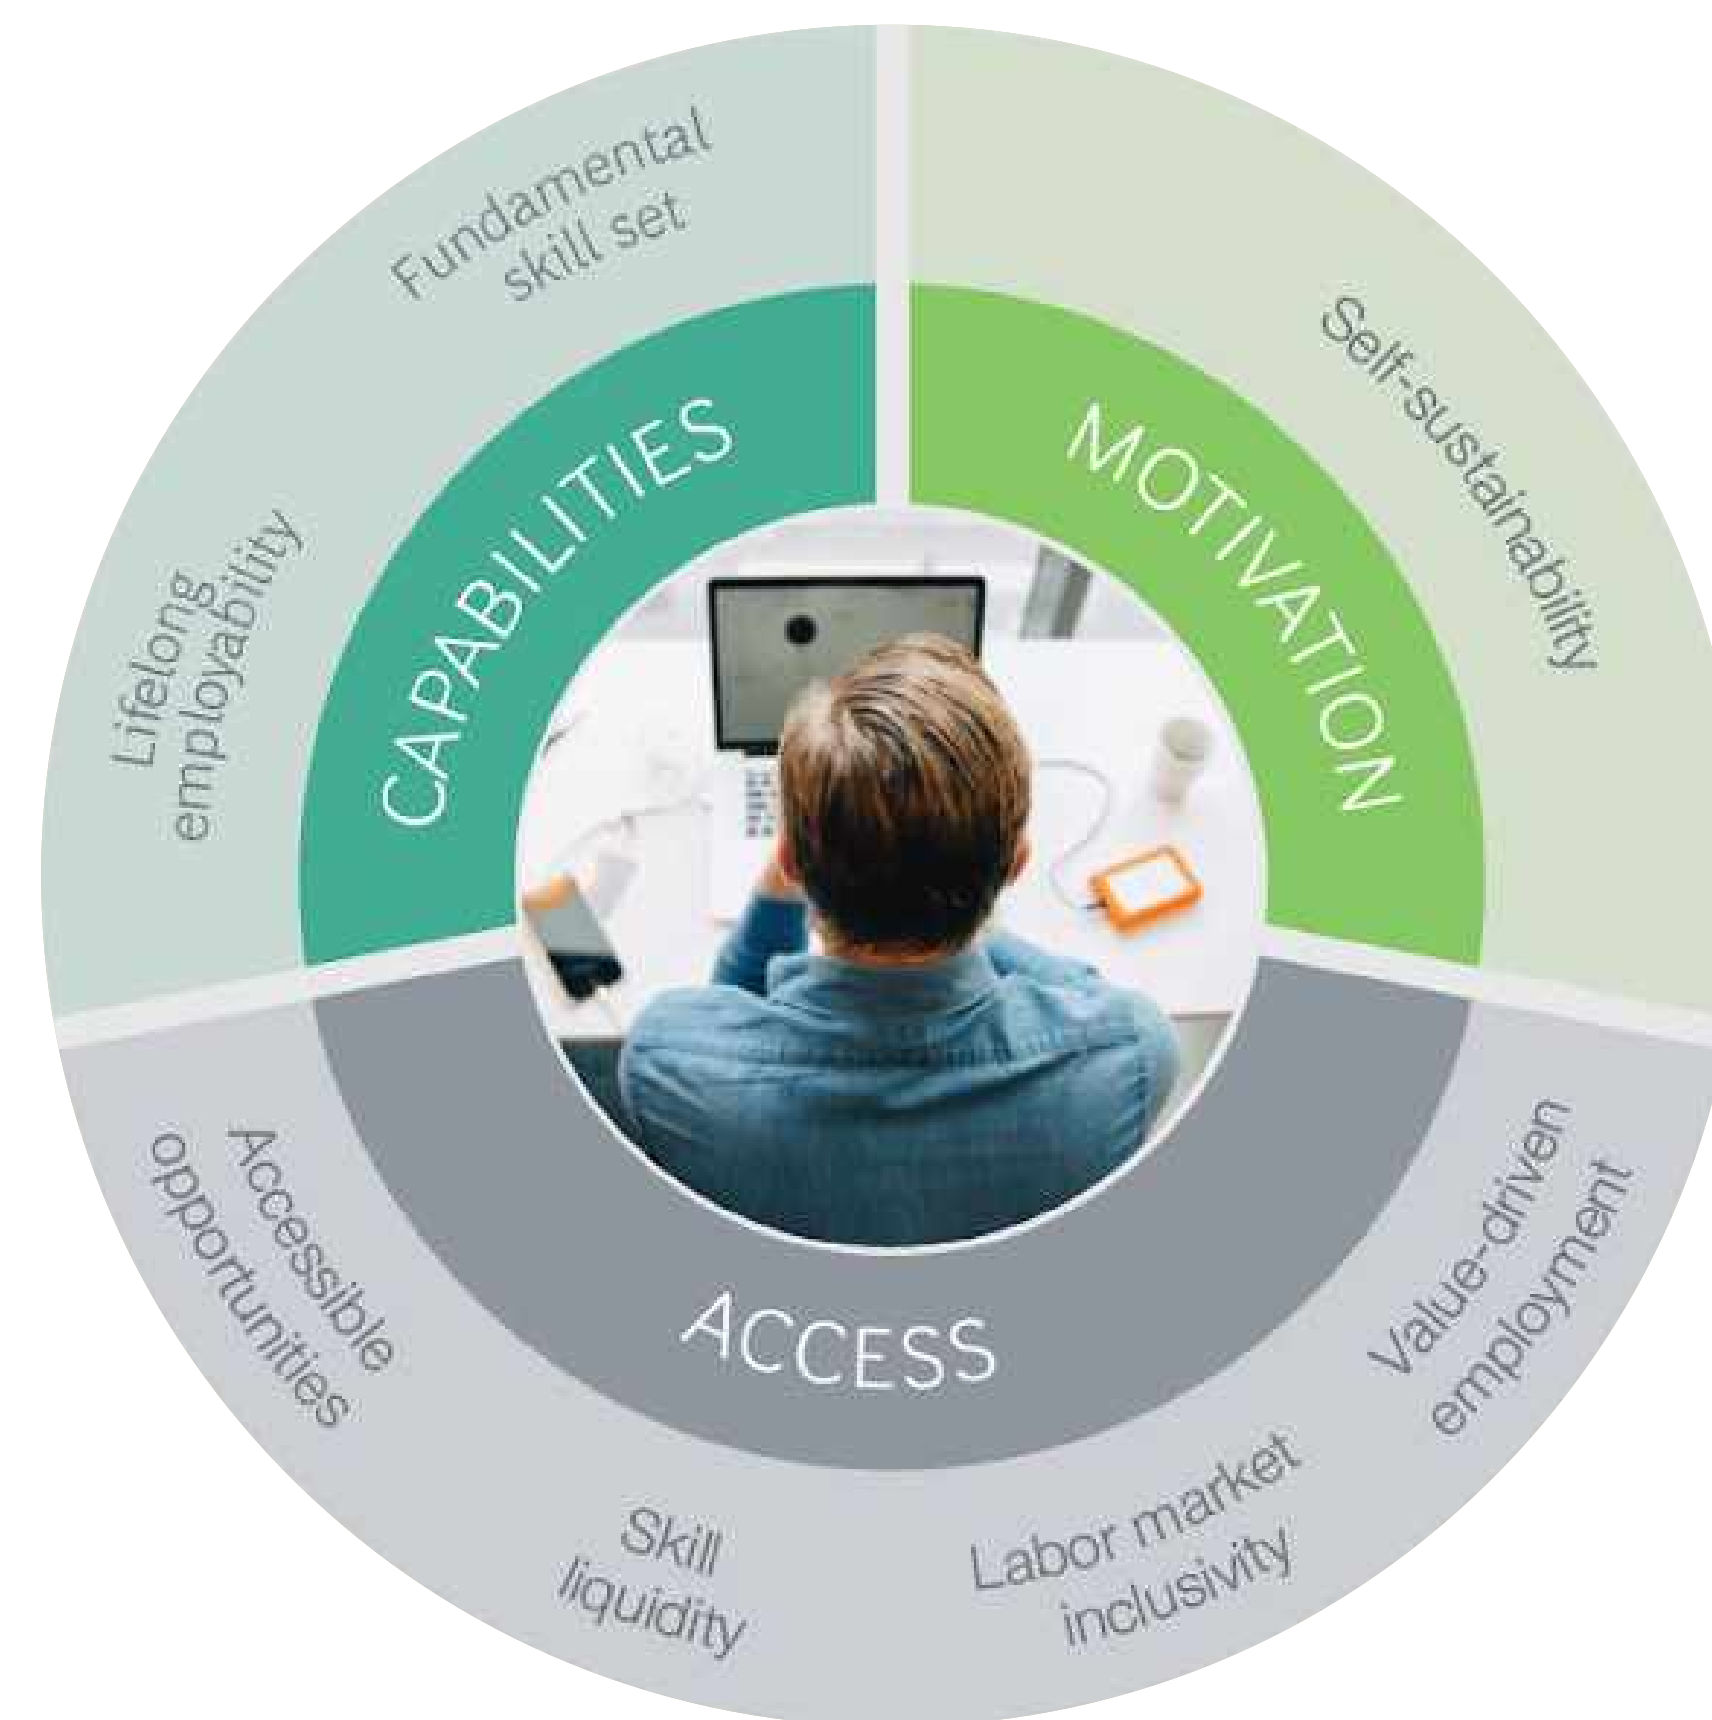 Fundamental
skill set
Lifelong
employability
CAPABILITIES
MOTIVATION
Self-sustainability
ACCESS
Accessible
opportunities
Skill
liquidity
Labor market
inclusivity
Value-driven
employment